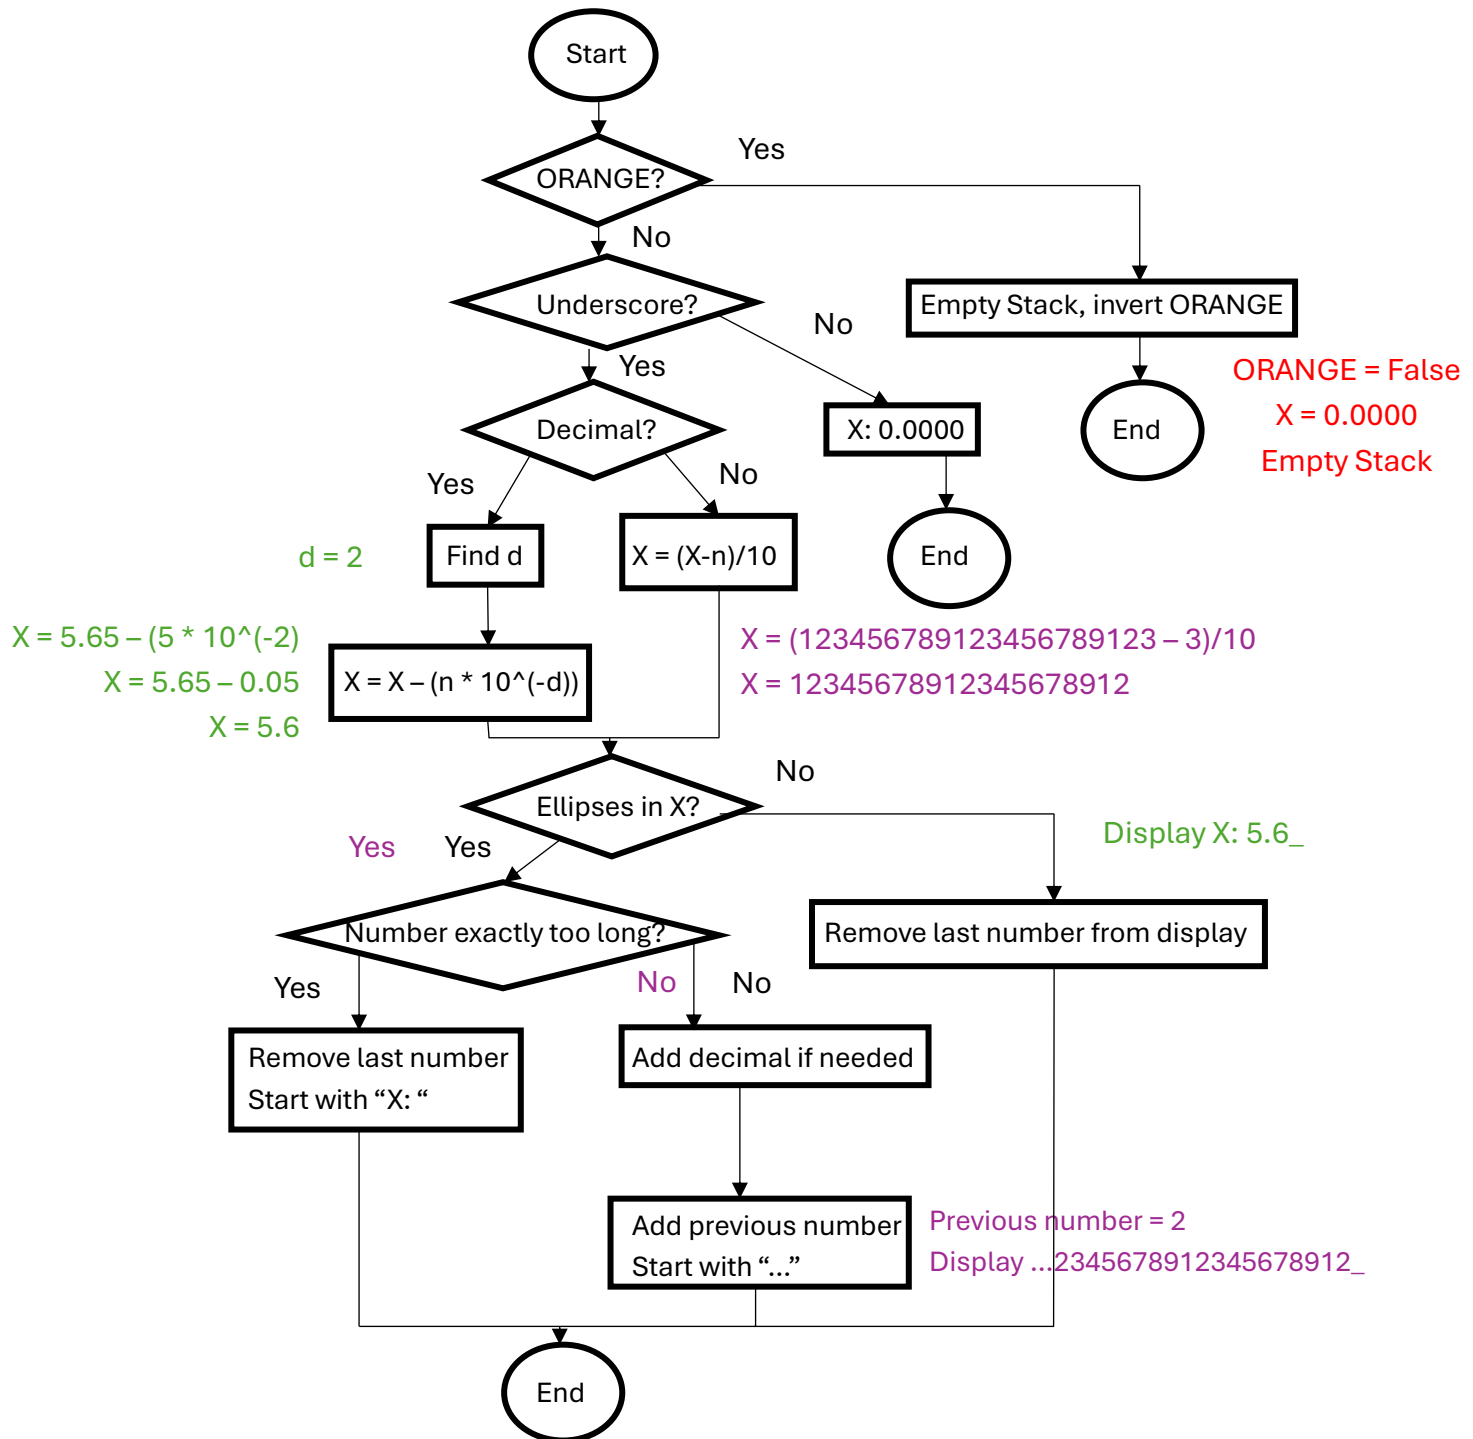 Start
Yes
ORANGE?
No
Underscore?
No
Empty Stack, invert ORANGE
Yes
ORANGE = False
X = 0.0000
Empty Stack
Decimal?
X: 0.0000
End
Yes
No
d = 2
Find d
X = (X-n)/10
End
X = 5.65 – (5 * 10^(-2)
X = 5.65 – 0.05
X = 5.6
X = X – (n * 10^(-d))
X = (123456789123456789123 – 3)/10
X = 12345678912345678912
No
Ellipses in X?
Yes
Yes
Display X: 5.6_
Number exactly too long?
Remove last number from display
Yes
No
No
Remove last number
Start with “X: “
Add decimal if needed
Add previous number
Start with “...”
Previous number = 2
Display ...2345678912345678912_
End